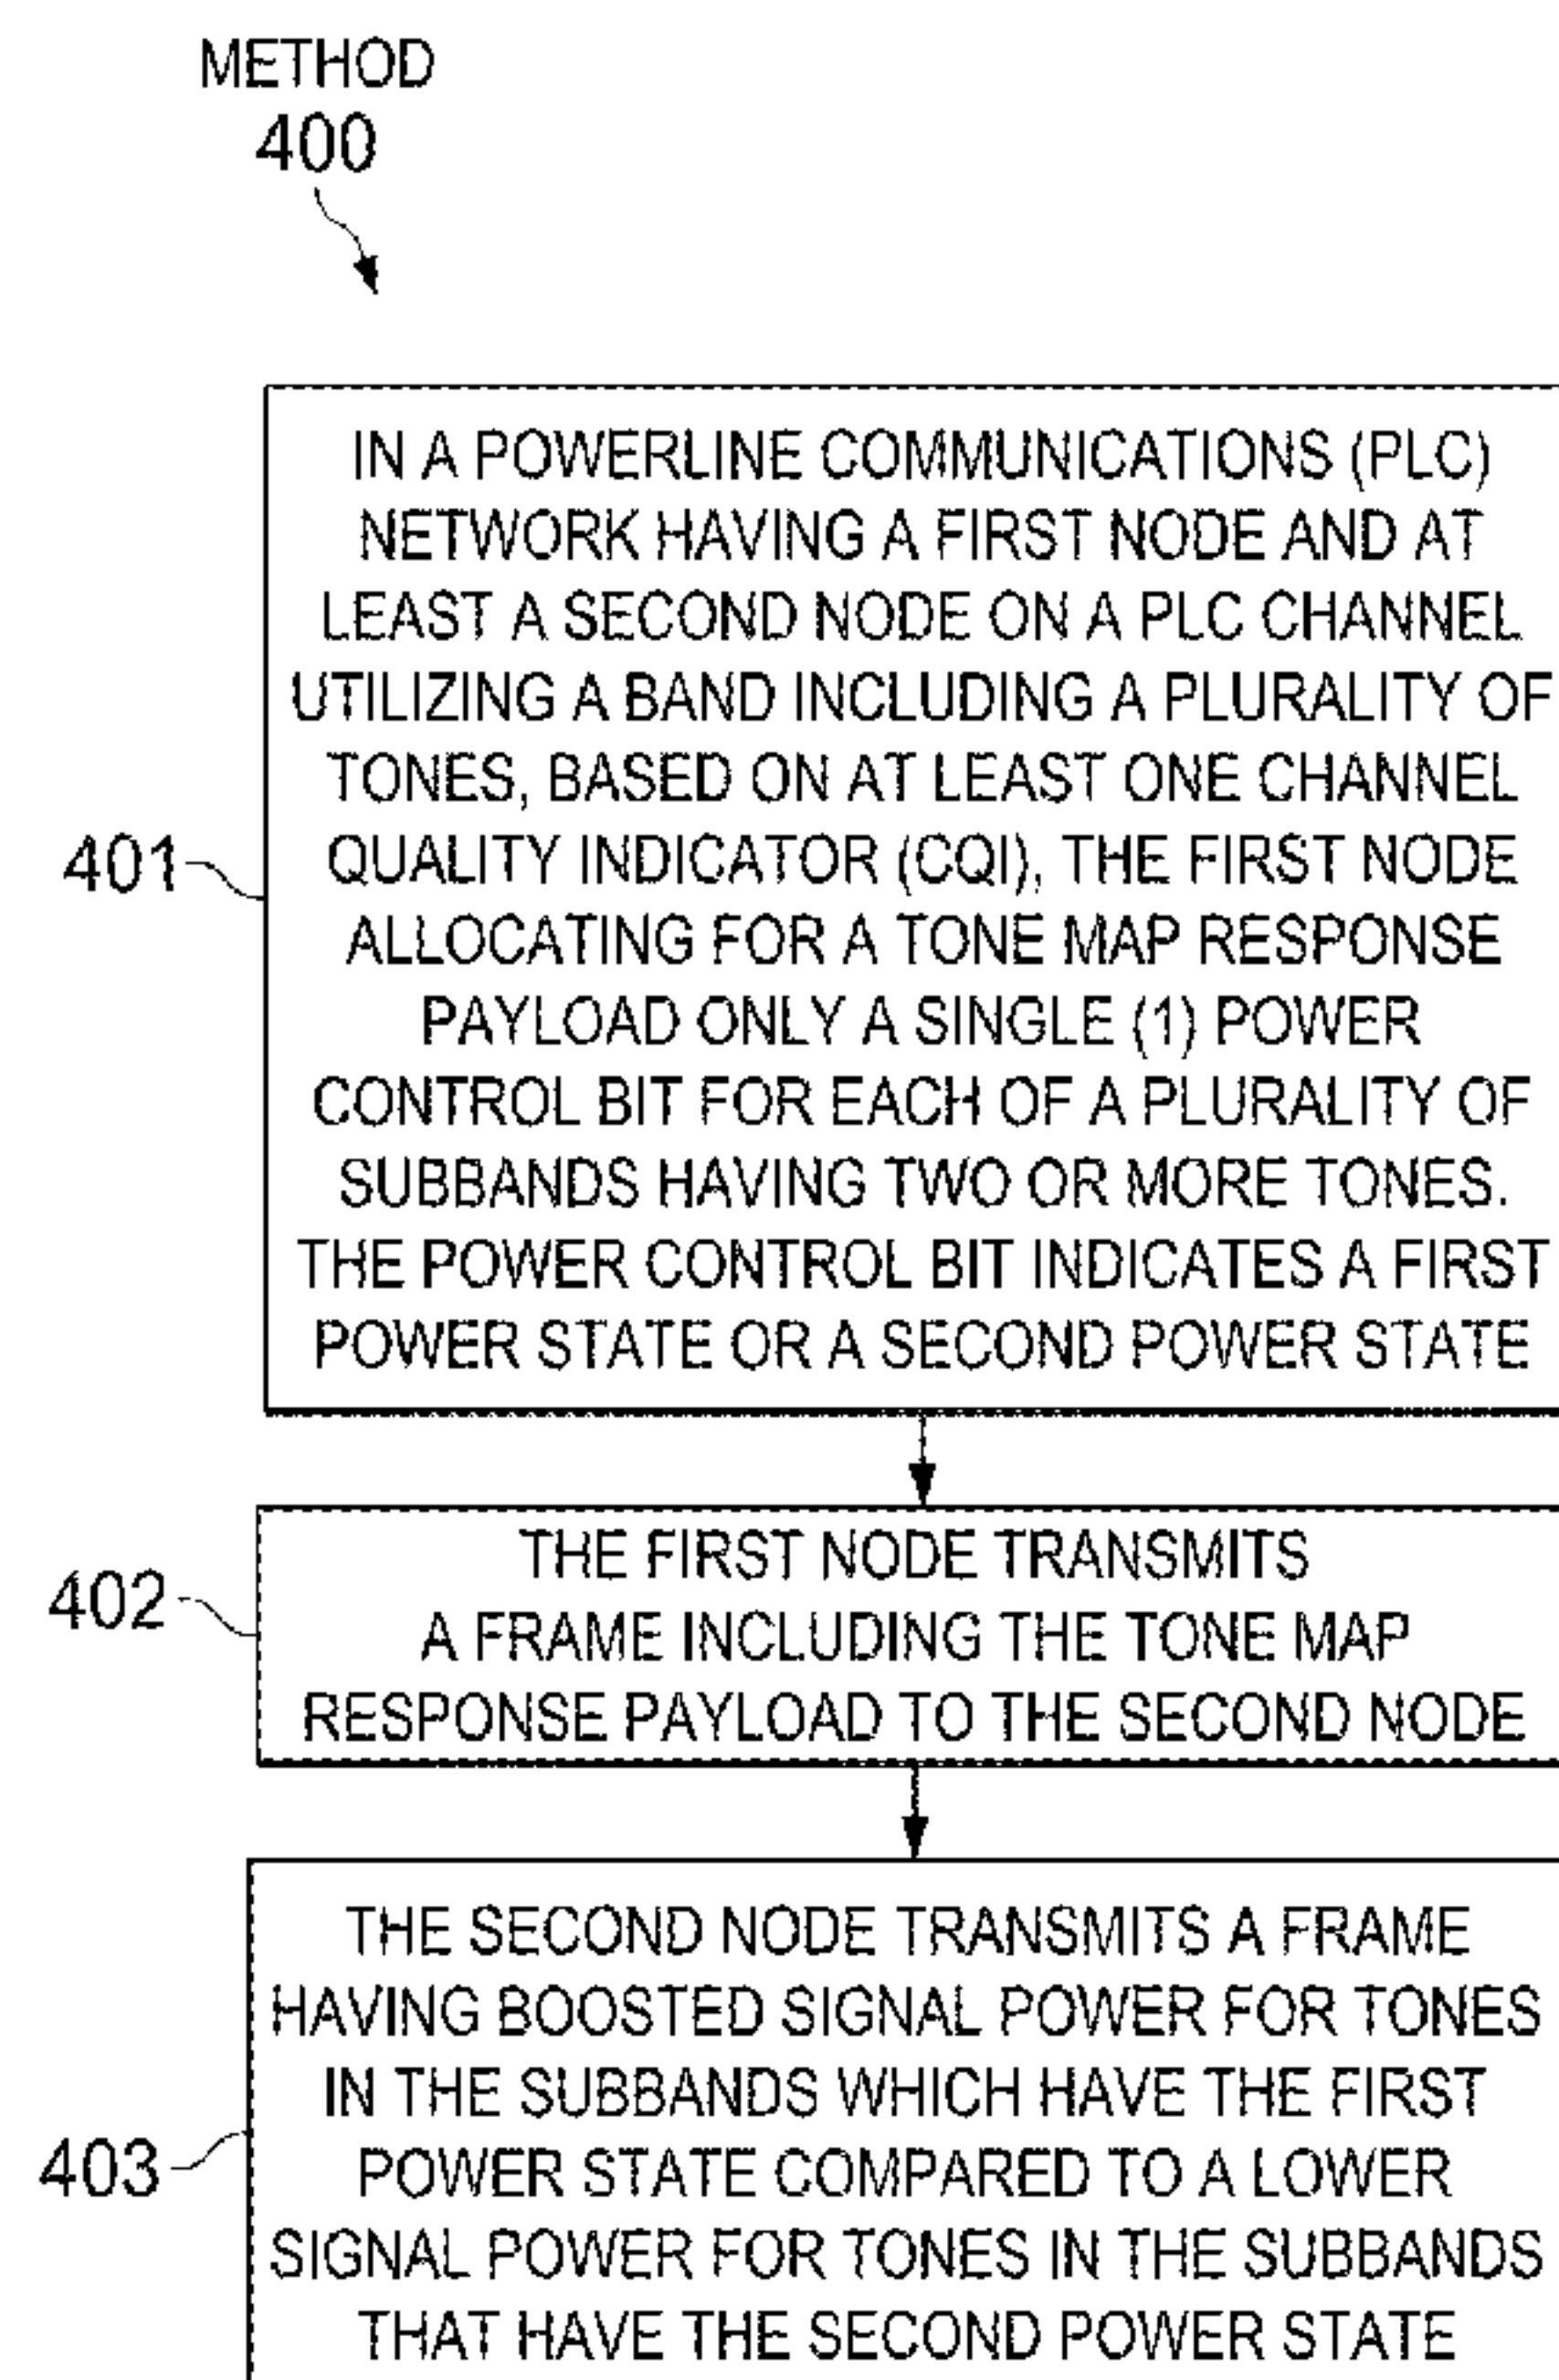 METHOD
400
IN A POWERLINE COMMUNICATIONS (PLC)
NETWORK HAVING A FIRST NODE AND AT
LEAST A SECOND NODE ON A PLC CHANNEL
UTILIZING A BAND INCLUDING A PLURALITY OF
TONES, BASED ON AT LEAST ONE CHANNEL
401
QUALITY INDICATOR (CQI), THE FIRST NODE
ALLOCATING FOR A TONE MAP RESPONSE
PAYLOAD ONLY A SINGLE (1) POWER
CONTROL BIT FOR EACH OF A PLURALITY OF
SUBBANDS HAVING TWO OR MORE TONES.
THE POWER CONTROL BIT INDICATES A FIRST
POWER STATE OR A SECOND POWER STATE
402
THE FIRST NODE TRANSMITS
A FRAME INCLUDING THE TONE MAP
RESPONSE PAYLOAD TO THE SECOND NODE
403
THE SECOND NODE TRANSMITS A FRAME
HAVING BOOSTED SIGNAL POWER FOR TONES
IN THE SUBBANDS WHICH HAVE THE FIRST
POWER STATE COMPARED TO A LOWER
SIGNAL POWER FOR TONES IN THE SUBBANDS
THAT HAVE THE SECOND POWER STATE